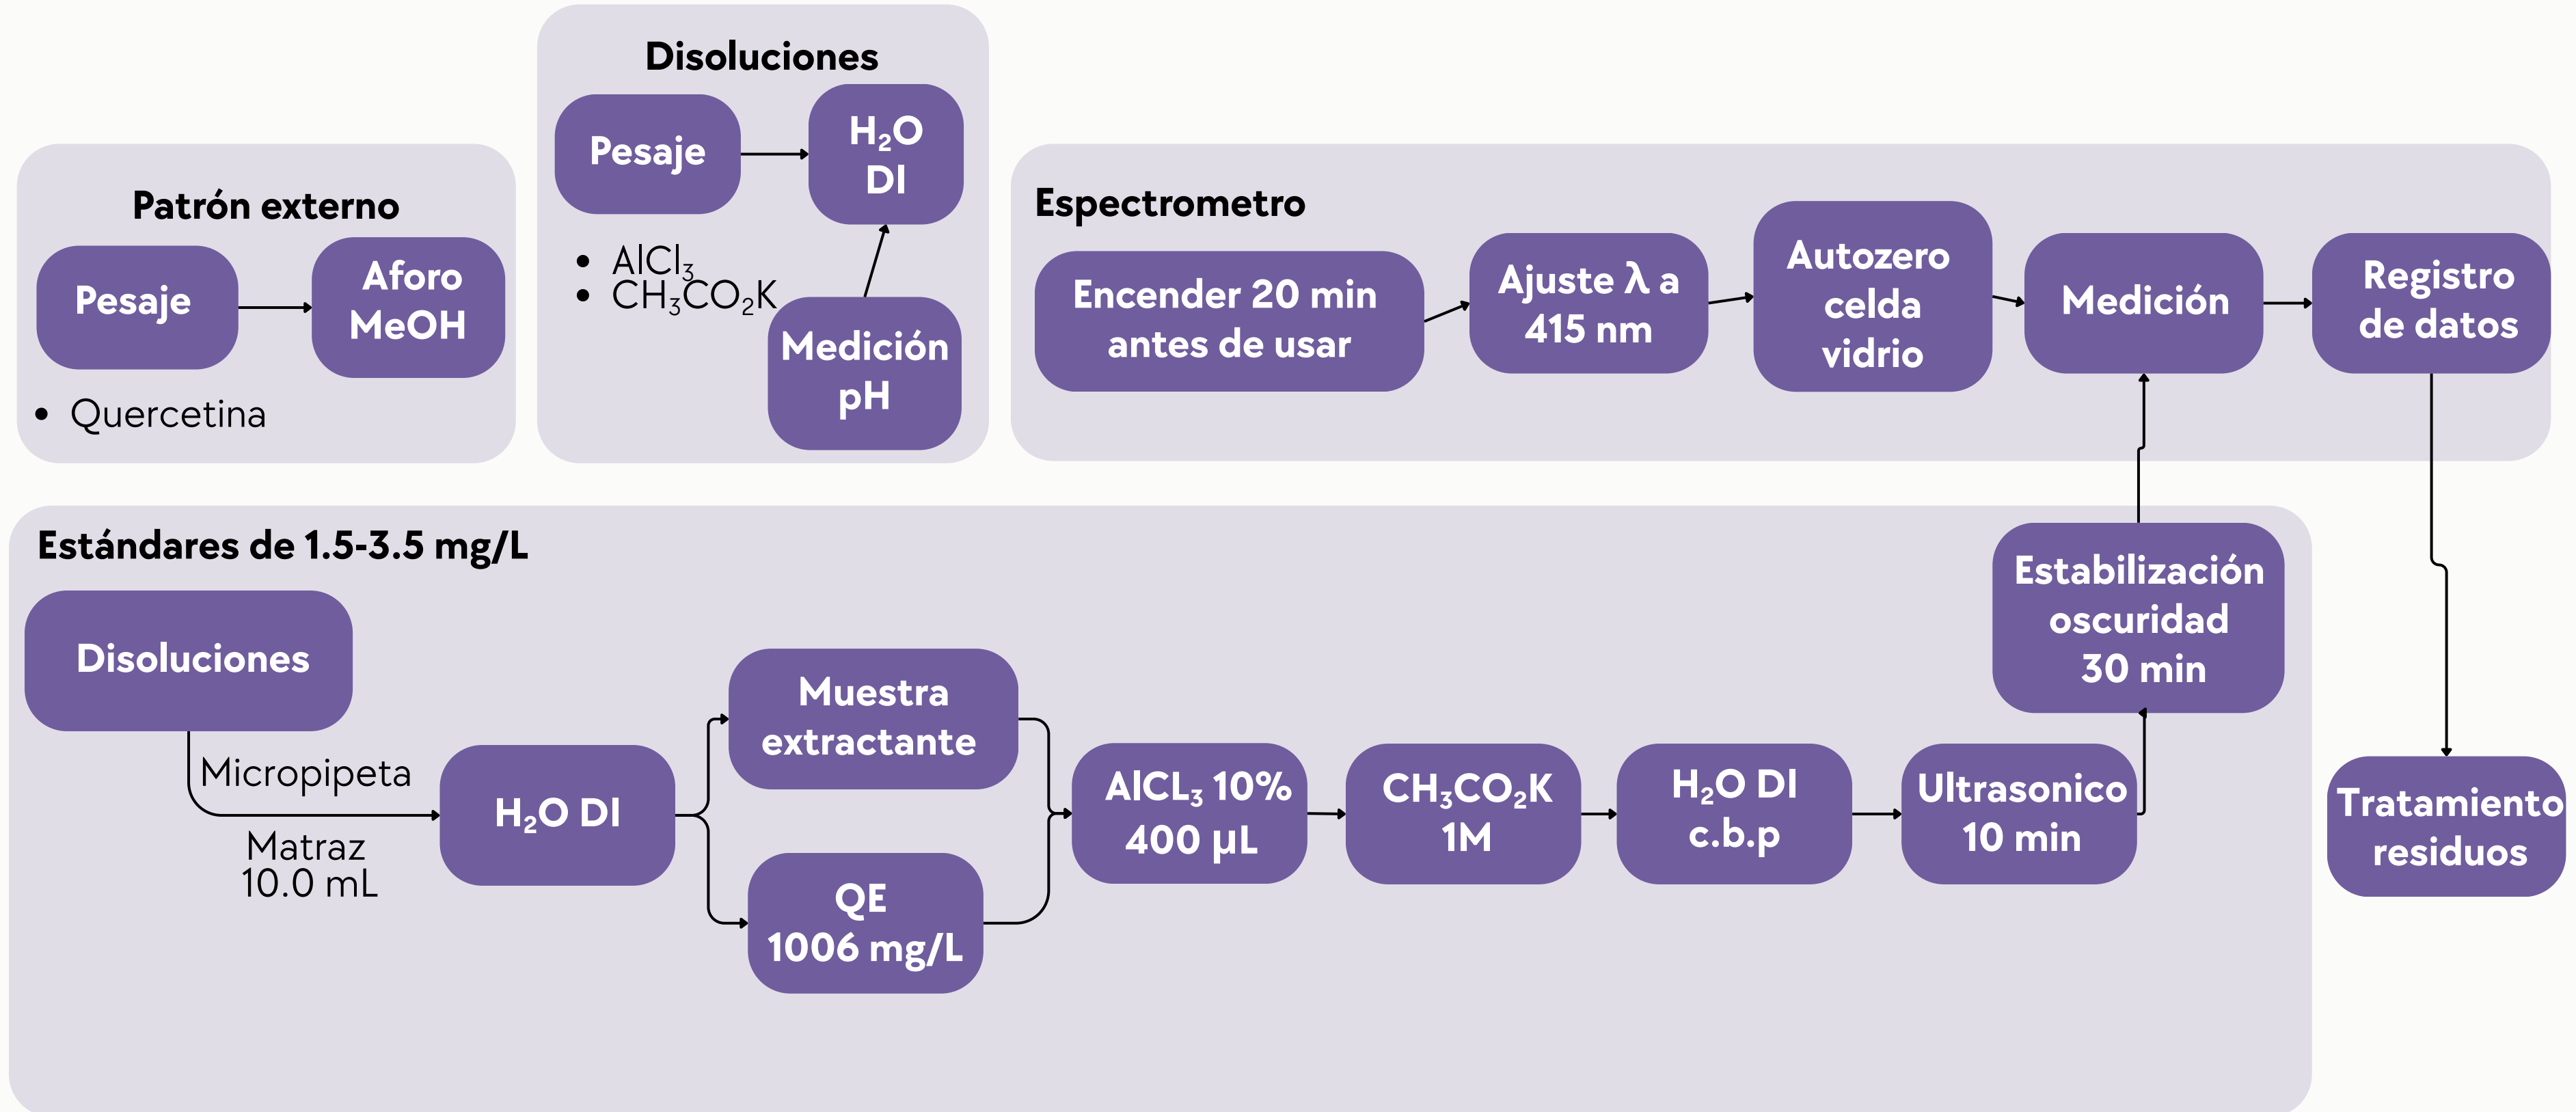 Patrón externo
Pesaje
Aforo
MeOH
• Quercetina
Disoluciones
Pesaje
H₂O
DI
• AlCl₃
• CH₃CO₂K
Medición
pH
Espectrometro
Encender 20 min
antes de usar
Ajuste λ a
415 nm
Autozero
celda
vidrio
Medición
Registro
de datos
Estándares de 1.5-3.5 mg/L
Disoluciones
Micropipeta
Matraz
10.0 mL
H₂O DI
Muestra
extractante
QE
1006 mg/L
AlCL₃ 10%
400 µL
CH₃CO₂K
1M
H₂O DI
c.b.p
Ultrasonico
10 min
Estabilización
oscuridad
30 min
Tratamiento
residuos